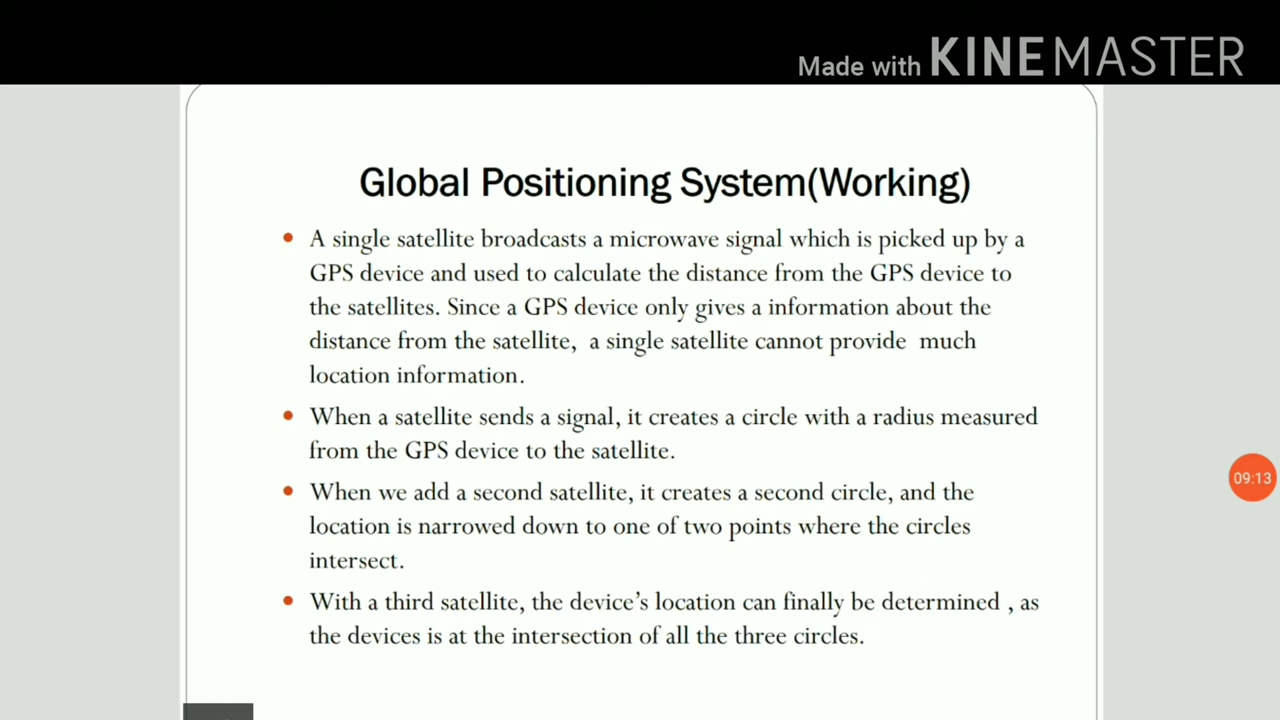 Made with KINEMASTER
Global Positioning System(Working)
• A single satellite broadcasts a microwave signal which is picked up by a
GPS device and used to calculate the distance from the GPS device to
the satellites. Since a GPS device only gives a information about the
distance from the satellite, a single satellite cannot provide much
location information.
• When a satellite sends a signal, it creates a circle with a radius measured
from the GPS device to the satellite.
• When we add a second satellite, it creates a second circle, and the
location is narrowed down to one of two points where the circles
intersect.
• With a third satellite, the device’s location can finally be determined , as
the devices is at the intersection of all the three circles.
09:13